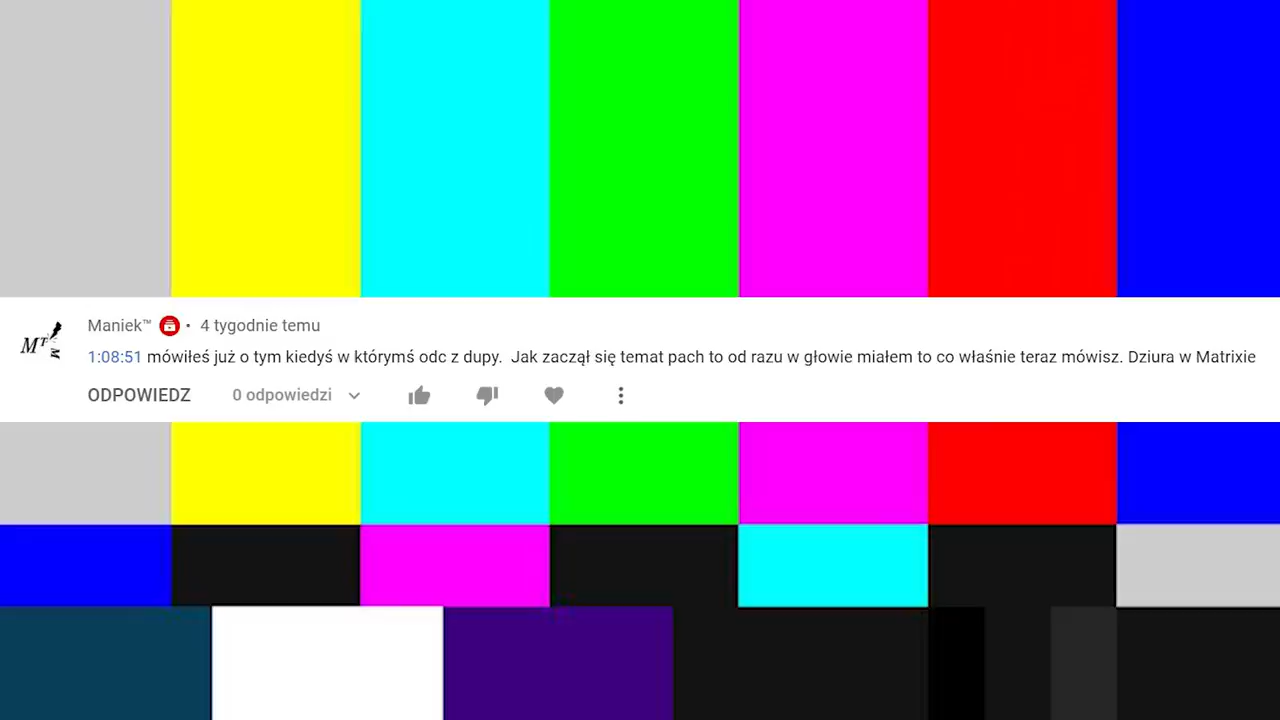 Maniek™ • 4 tygodnie temu
1:08:51 mówiłeś już o tym kiedyś w którymś odc z dupy. Jak zaczął się temat pach to od razu w głowie miałem to co właśnie teraz mówisz. Dziura w Matrixie
ODPOWIEDZ 0 odpowiedzi